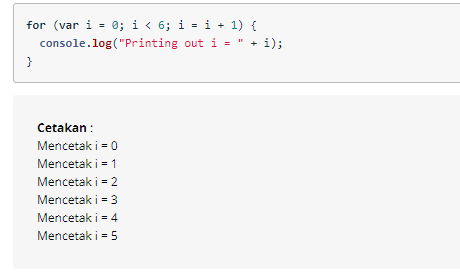 for (var i = 0; i < 6; i = i + 1) {
  console.log("Printing out i = " + i);
}
Cetakan :
Mencetak i = 0
Mencetak i = 1
Mencetak i = 2
Mencetak i = 3
Mencetak i = 4
Mencetak i = 5